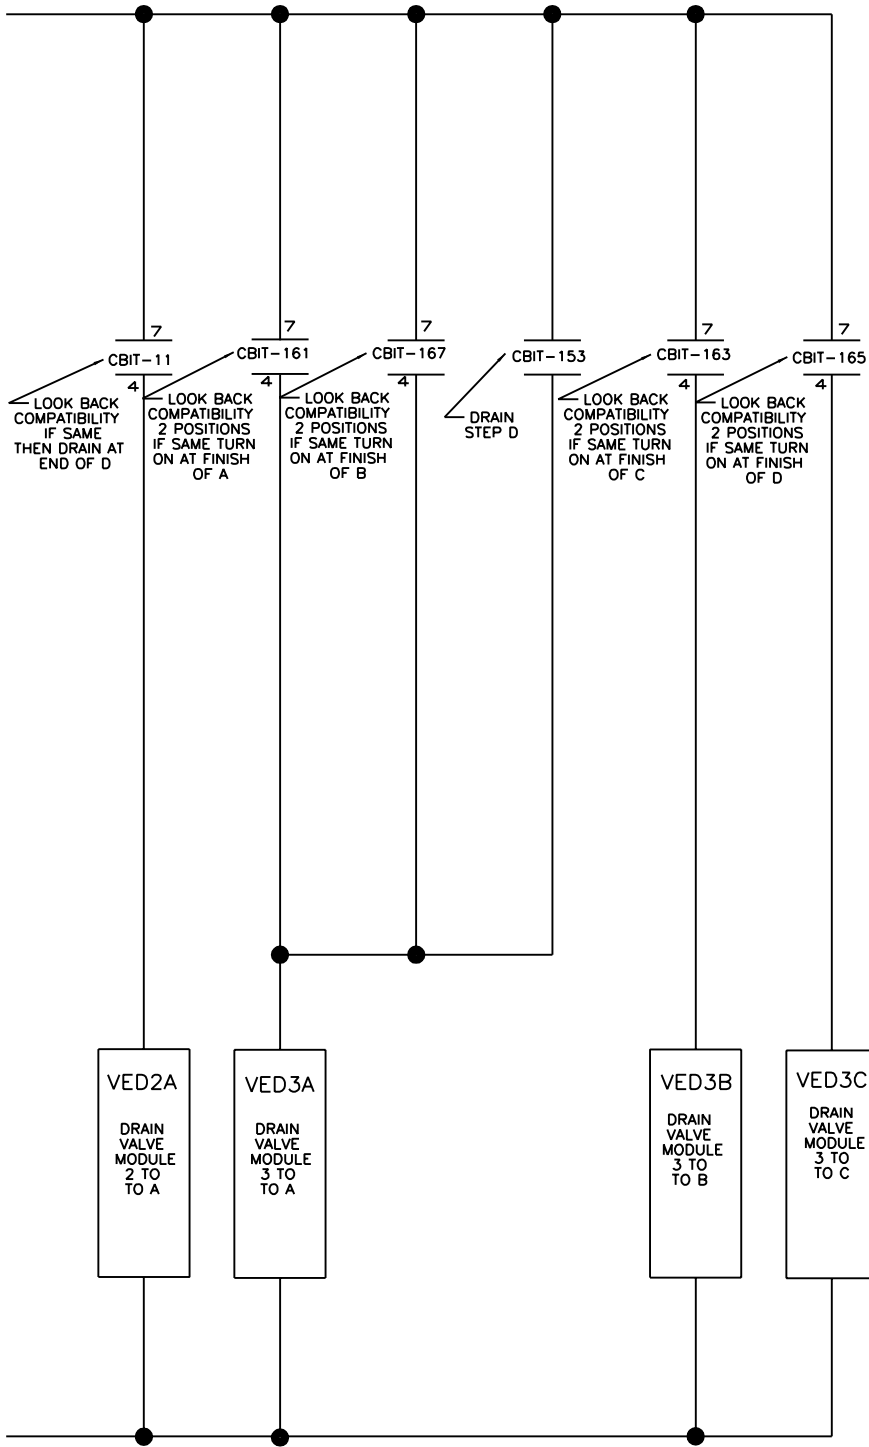 7
CBIT-11
4
LOOK BACK
COMPATIBILITY
IF SAME
THEN DRAIN AT
END OF D
7
CBIT-161
4
LOOK BACK
COMPATIBILITY
2 POSITIONS
IF SAME TURN
ON AT FINISH
OF A
7
CBIT-167
4
LOOK BACK
COMPATIBILITY
2 POSITIONS
IF SAME TURN
ON AT FINISH
OF B
CBIT-153
DRAIN
STEP D
7
CBIT-163
4
LOOK BACK
COMPATIBILITY
2 POSITIONS
IF SAME TURN
ON AT FINISH
OF C
7
CBIT-165
4
LOOK BACK
COMPATIBILITY
2 POSITIONS
IF SAME TURN
ON AT FINISH
OF D
VED2A
DRAIN
VALVE
MODULE
2 TO
TO A
VED3A
DRAIN
VALVE
MODULE
3 TO
TO A
VED3B
DRAIN
VALVE
MODULE
3 TO
TO B
VED3C
DRAIN
VALVE
MODULE
3 TO
TO C